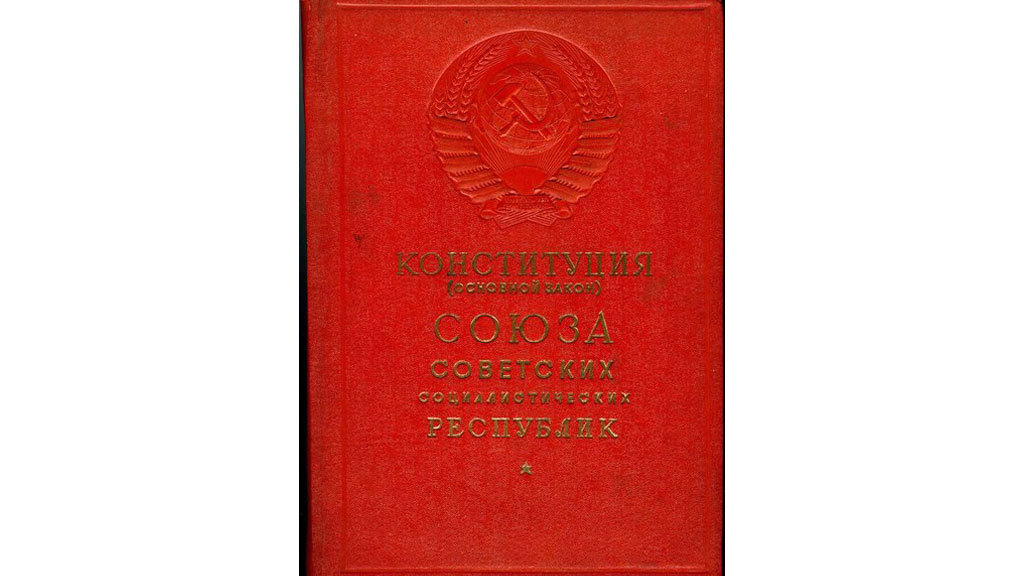 КОНСТИТУЦИЯ
(ОСНОВНОЙ ЗАКОН)
СОЮЗА
СОВЕТСКИХ
СОЦИАЛИСТИЧЕСКИХ
РЕСПУБЛИК